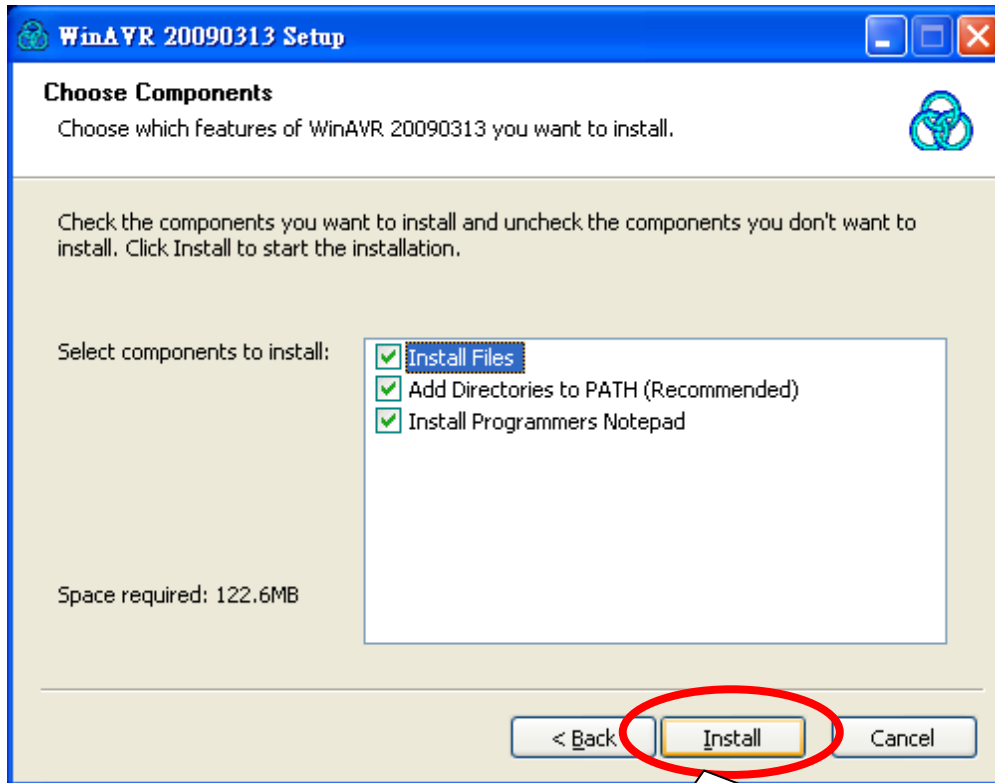 WinAVR 20090313 Setup
Choose Components
Choose which features of WinAVR 20090313 you want to install.
Check the components you want to install and uncheck the components you don't want to
install. Click Install to start the installation.
Select components to install:
Install Files
Add Directories to PATH (Recommended)
Install Programmers Notepad
Space required: 122.6MB
< Back
Install
Cancel